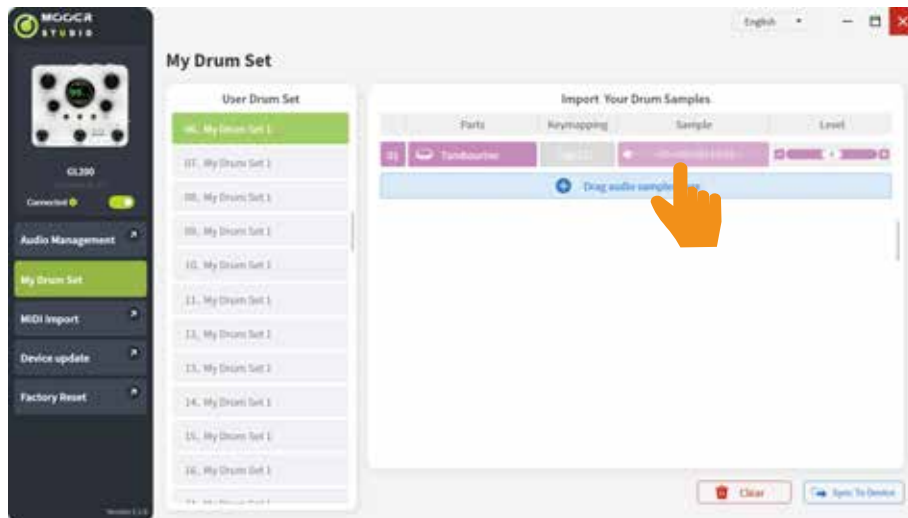 MOOER
STUDIO
English
My Drum Set
GL200
Connected
Audio Management
My Drum Set
MIDI Import
Device update
Factory Reset
User Drum Set
06. My Drum Set 1
07. My Drum Set 1
08. My Drum Set 1
09. My Drum Set 1
10. My Drum Set 1
11. My Drum Set 1
12. My Drum Set 1
13. My Drum Set 1
14. My Drum Set 1
15. My Drum Set 1
16. My Drum Set 1
Import Your Drum Samples
Parts Keymapping Sample Level
01 Tambourine
Drag audio samples
Clear
Sync To Device